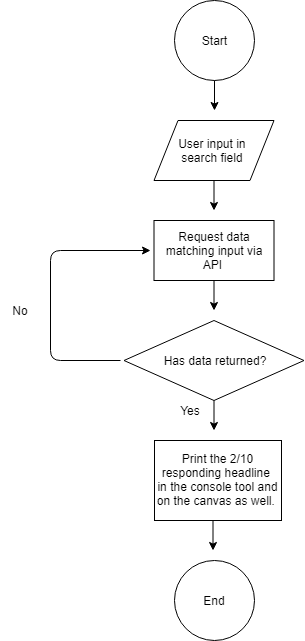 Start
User input in
search field
Request data
matching input via
API
No
Has data returned?
Yes
Print the 2/10
responding headline
in the console tool and
on the canvas as well.
End